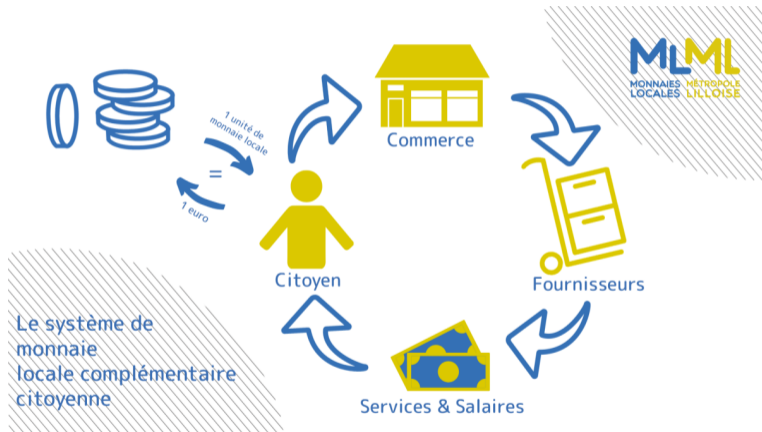 MLML
MONNAIES MÉTROPOLE
LOCALES LILLOISE
1 unité de
monnaie locale
=
1 euro
Commerce
Citoyen
Fournisseurs
Services & Salaires
Le système de
monnaie
locale complémentaire
citoyenne